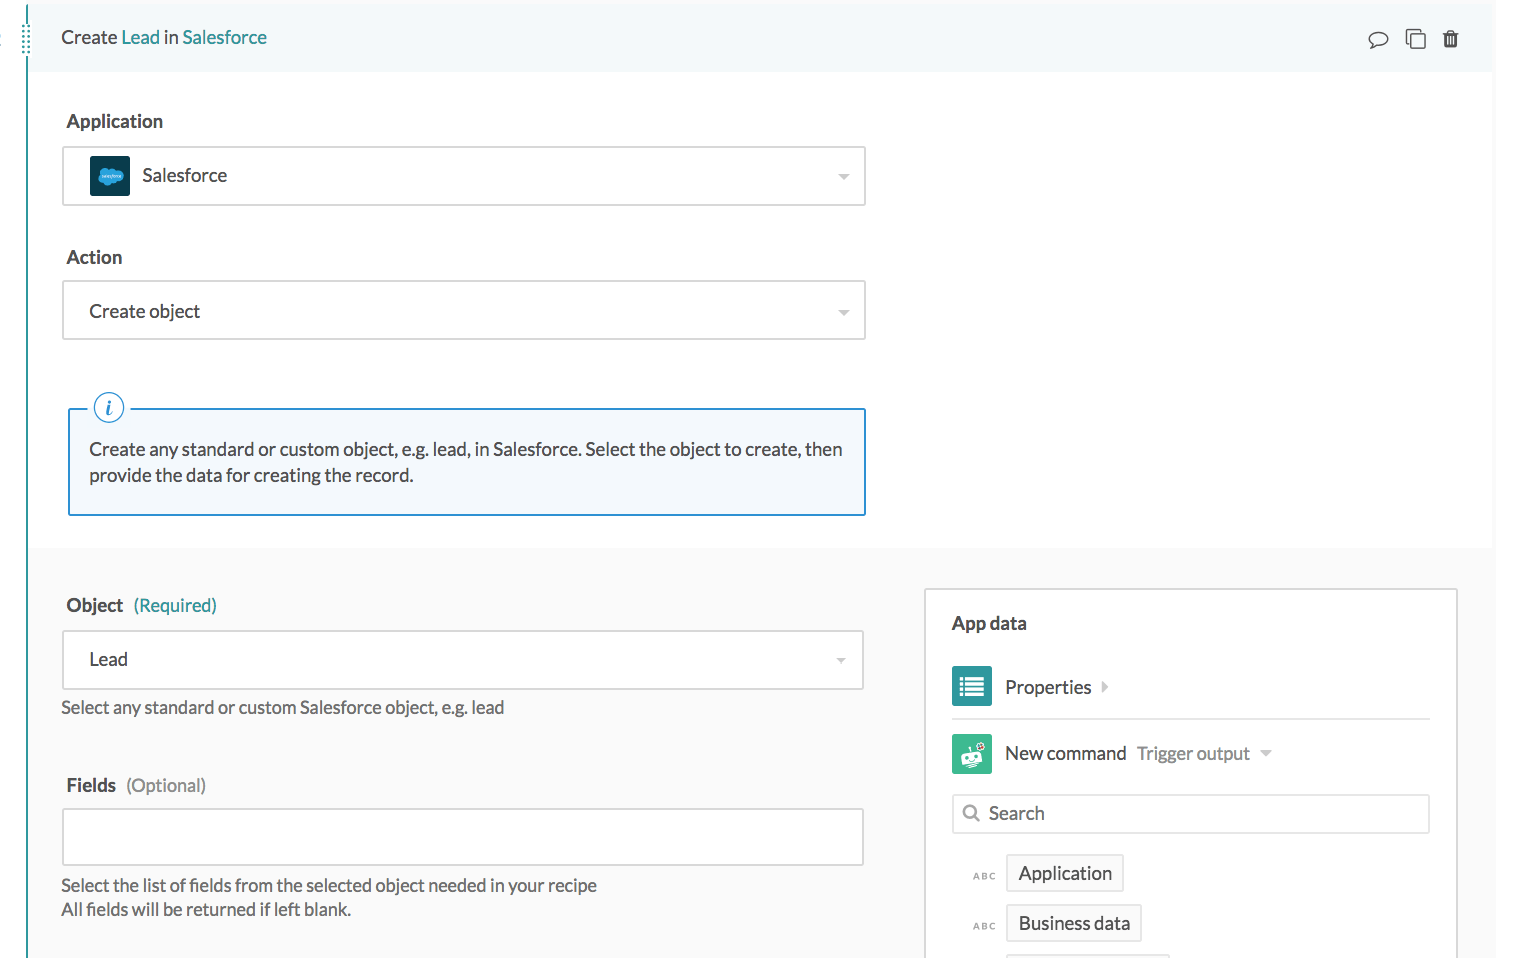 Create Lead in Salesforce
Application
Salesforce
Action
Create object
i
Create any standard or custom object, e.g. lead, in Salesforce. Select the object to create, then
provide the data for creating the record.
Object (Required)
Lead
Select any standard or custom Salesforce object, e.g. lead
Fields (Optional)
Select the list of fields from the selected object needed in your recipe
All fields will be returned if left blank.
App data
Properties
New command Trigger output
Search
ABC Application
ABC Business data